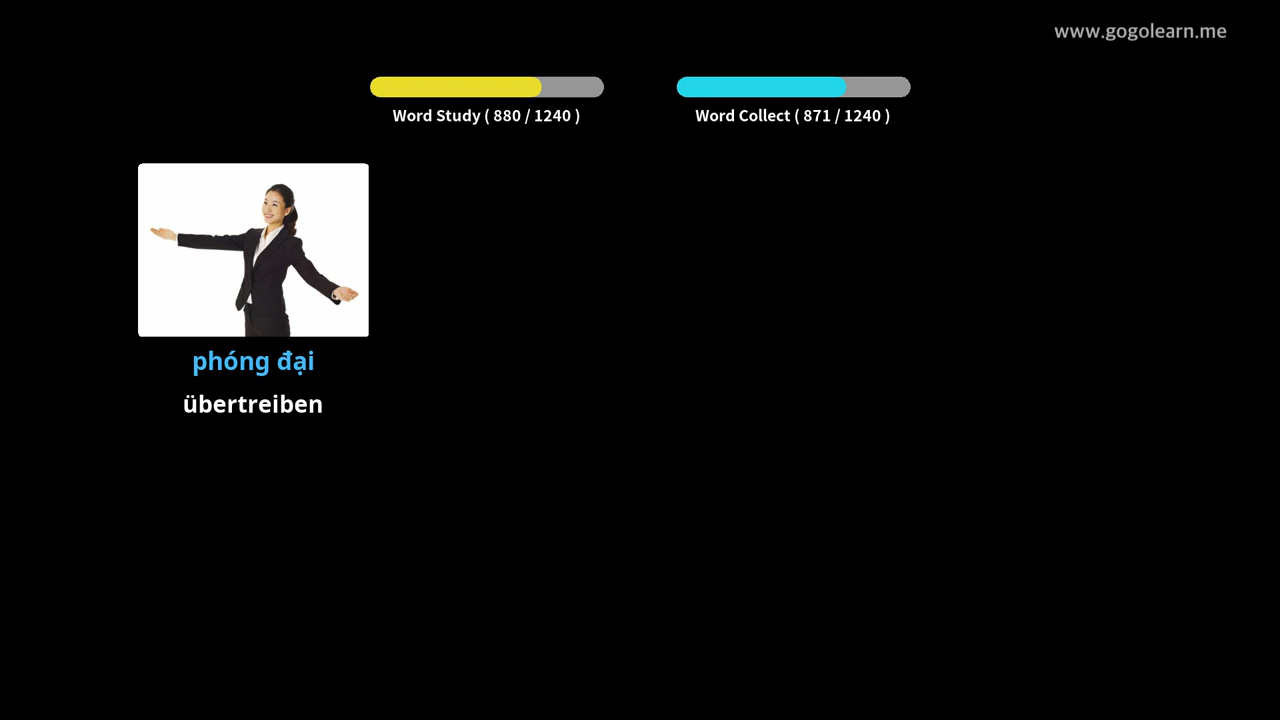 www.gogolearn.me
Word Study ( 880 / 1240 )
Word Collect ( 871 / 1240 )
phóng đại
übertreiben